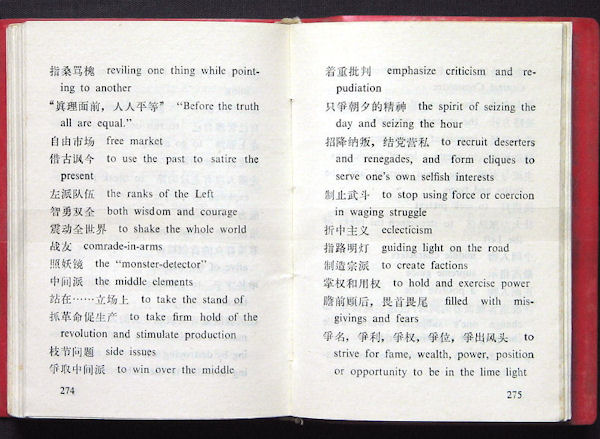 指桑骂槐 reviling one thing while point-
ing to another
“眞理面前，人人平等” “Before the truth
all are equal.”
自由市场 free market
借古讽今 to use the past to satire the
present
左派队伍 the ranks of the Left
智勇双全 both wisdom and courage
震动全世界 to shake the whole world
战友 comrade-in-arms
照妖镜 the “monster-detector”
中间派 the middle elements
站在……立场上 to take the stand of
抓革命促生产 to take firm hold of the
revolution and stimulate production
枝节问题 side issues
爭取中间派 to win over the middle
274
着重批判 emphasize criticism and re-
pudiation
只爭朝夕的精神 the spirit of seizing the
day and seizing the hour
招降纳叛，结党营私 to recruit deserters
and renegades, and form cliques to
serve one's own selfish interests
制止武斗 to stop using force or coercion
in waging struggle
折中主义 eclecticism
指路明灯 guiding light on the road
制造宗派 to create factions
掌权和用权 to hold and exercise power
瞻前顾后，畏首畏尾 filled with mis-
givings and fears
爭名，爭利，爭权，爭位，爭出风头 to
strive for fame, wealth, power, position
or opportunity to be in the lime light
275